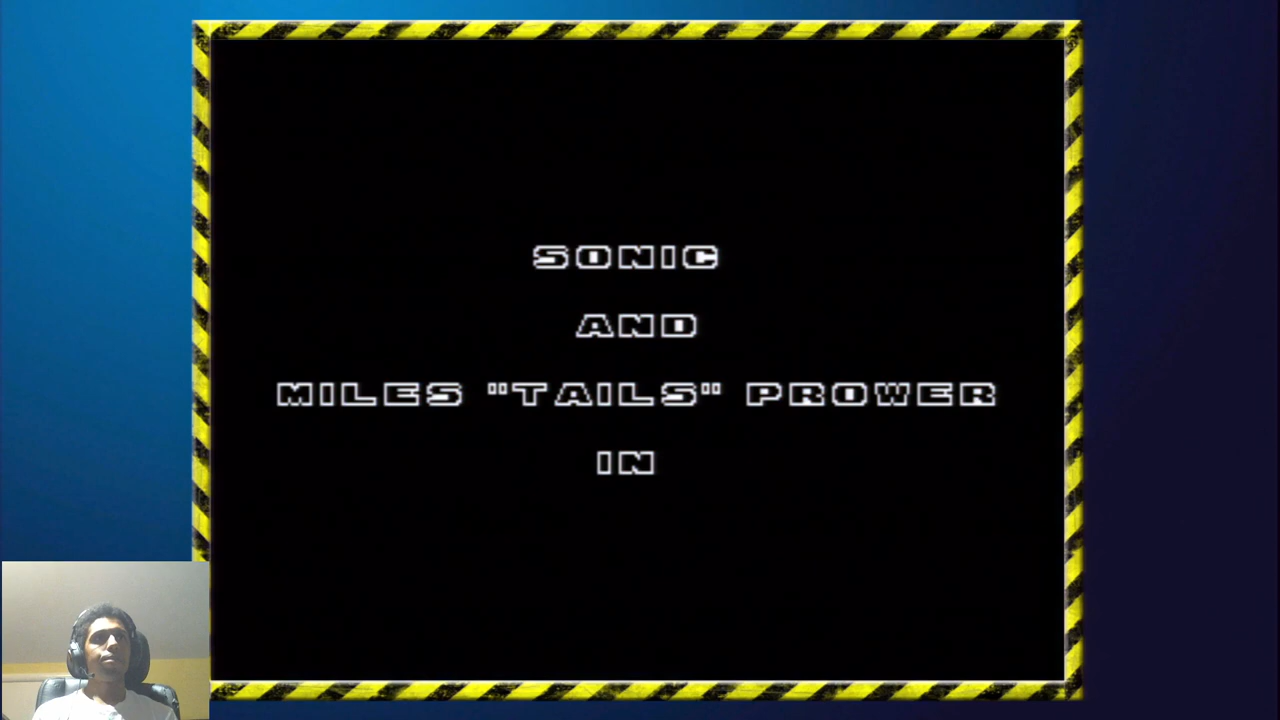 SONIC
AND
MILES "TAILS" PROWER
IN